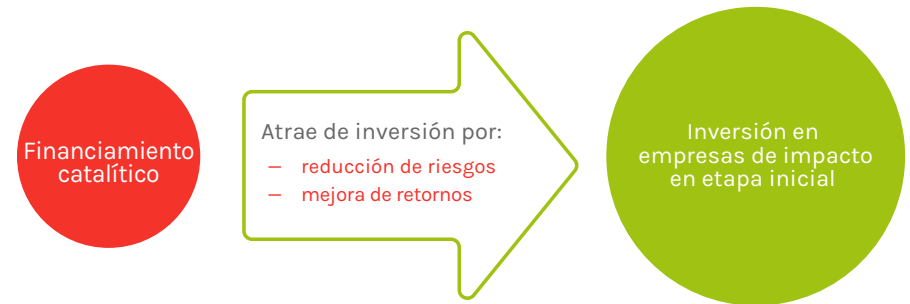 Financiamiento
catalítico
Atrae de inversión por:
— reducción de riesgos
— mejora de retornos
Inversión en
empresas de impacto
en etapa inicial